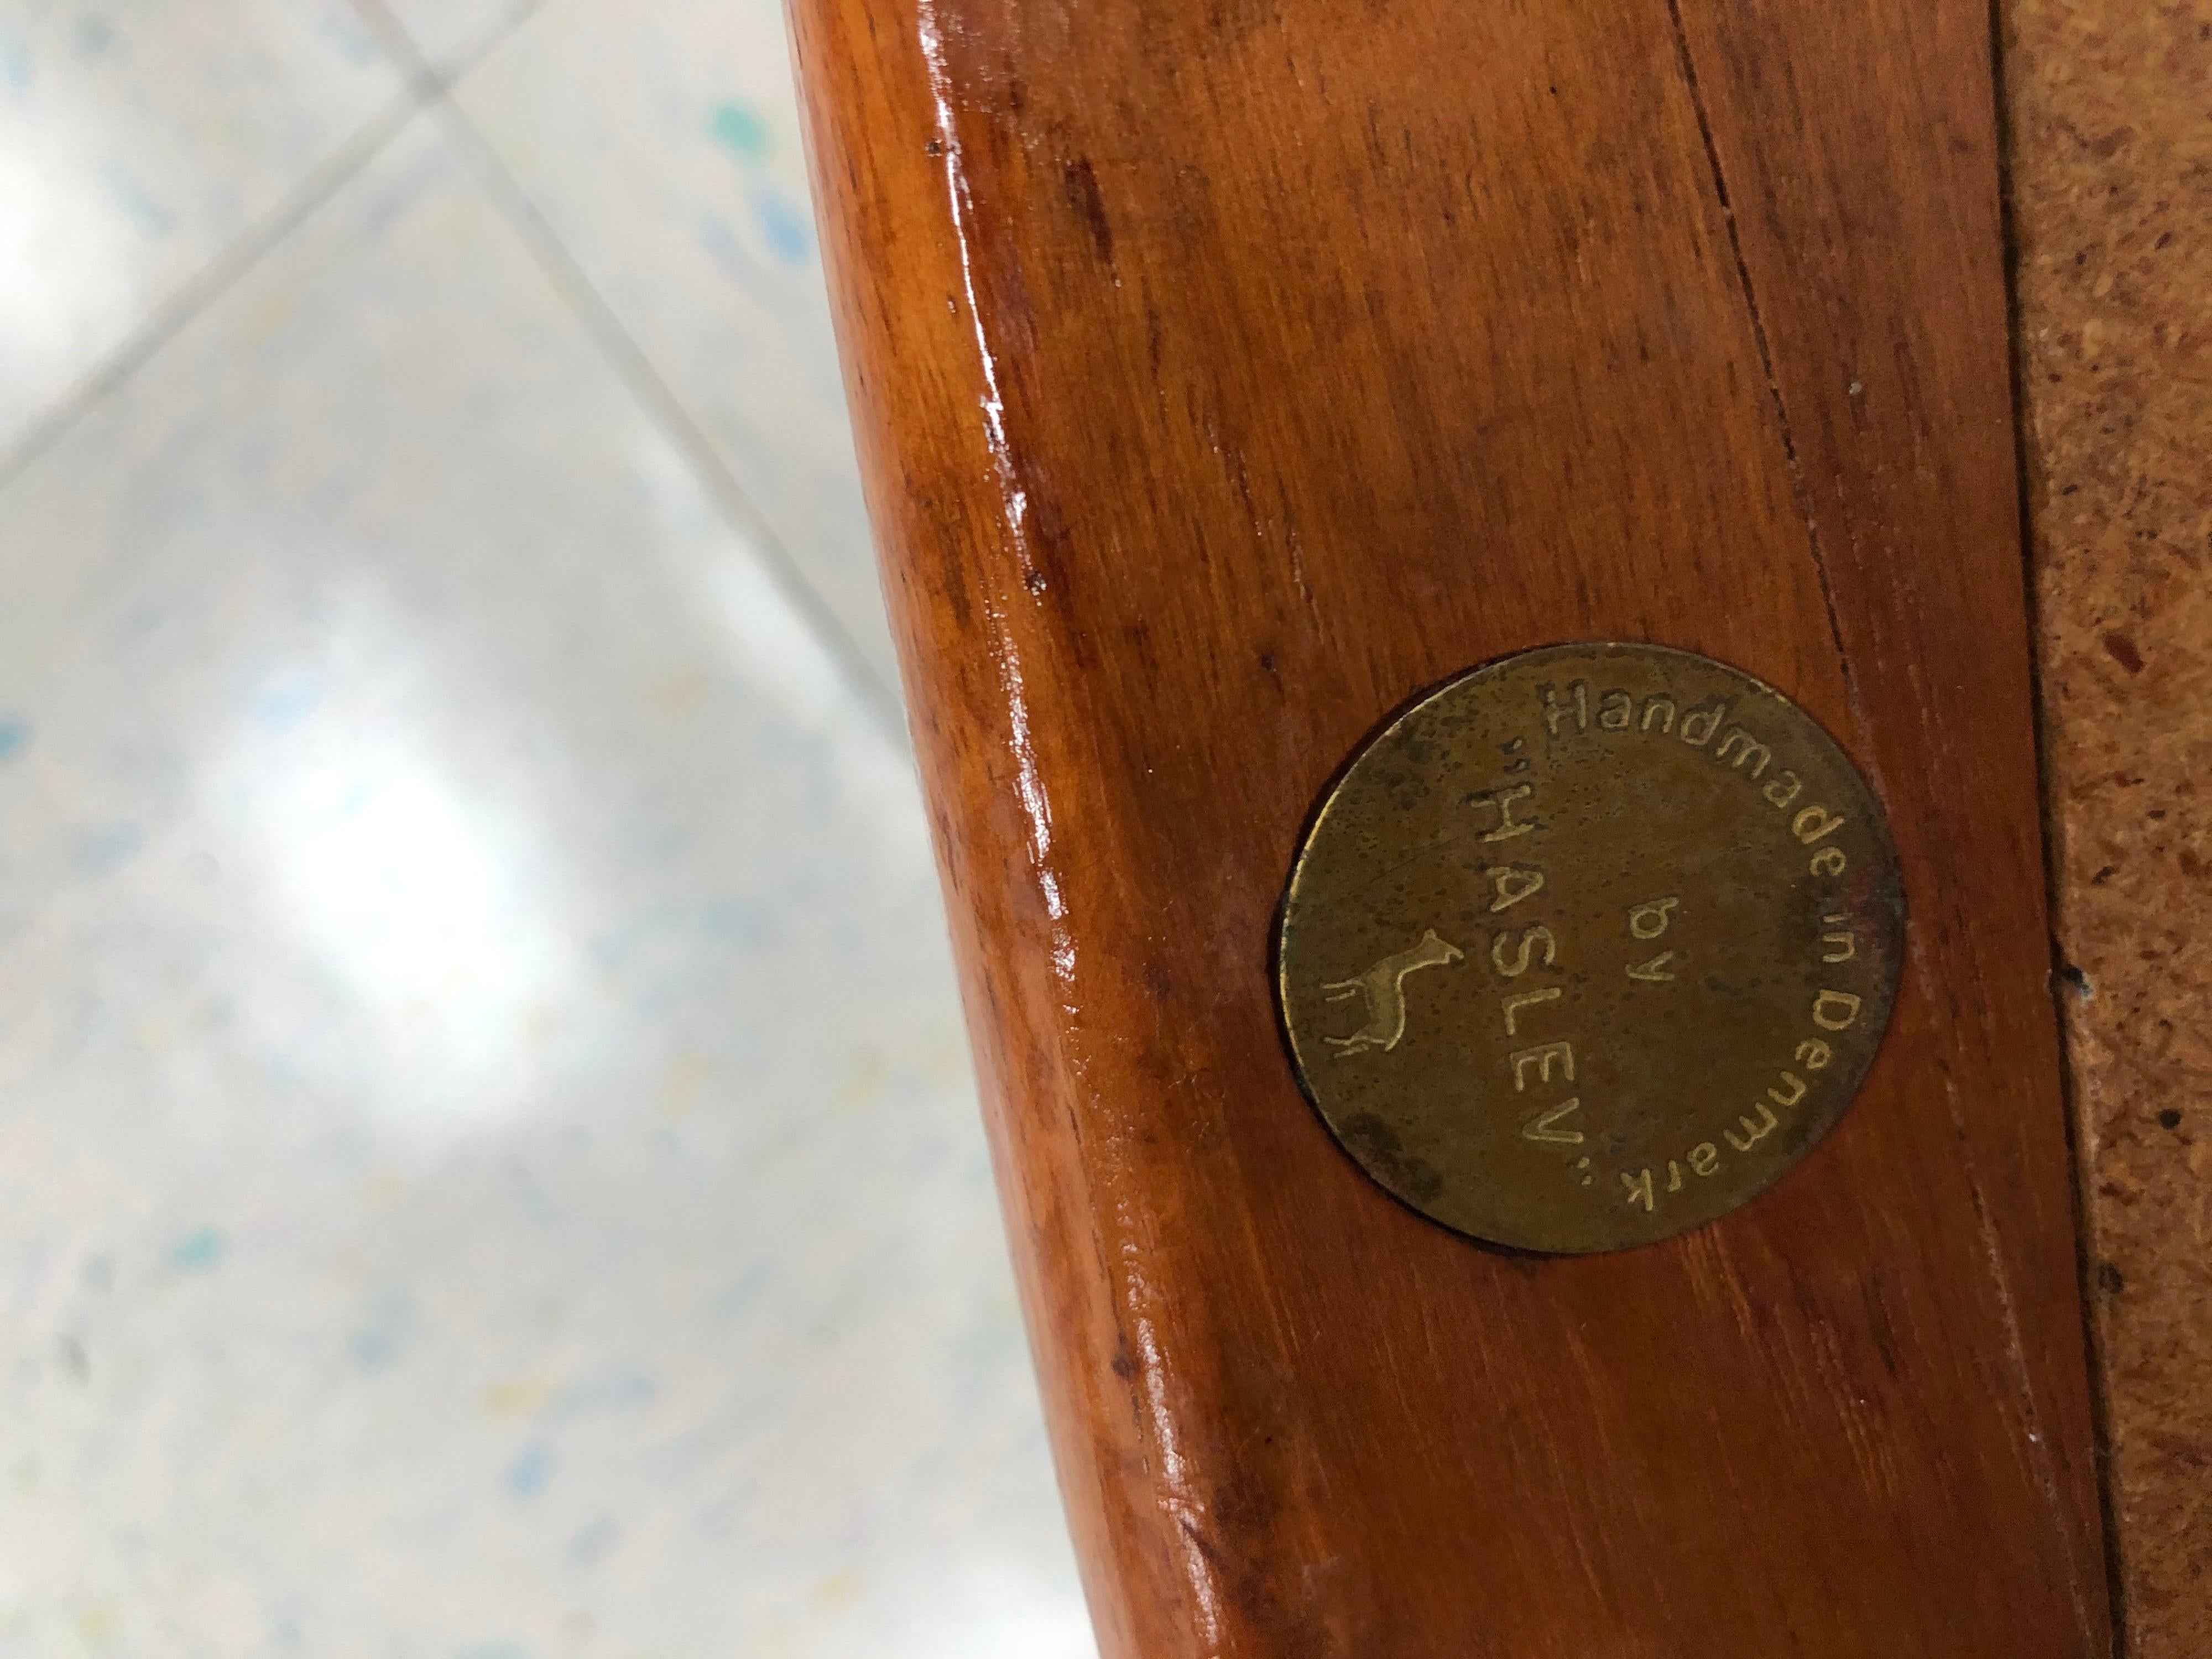 Handmade in Denmark
by
"HASLEV"